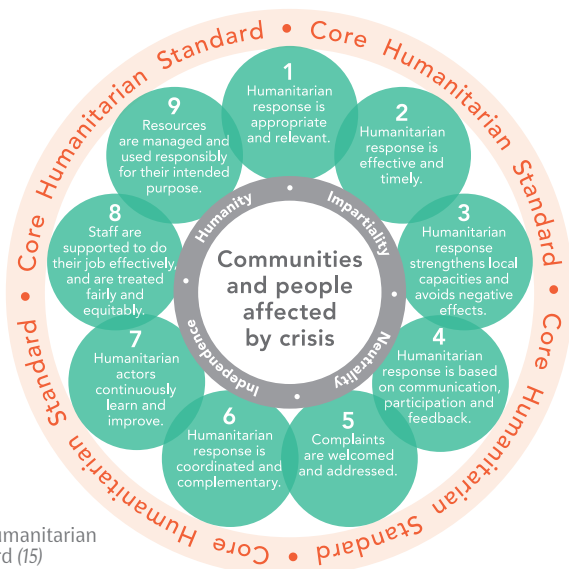 Core Humanitarian Standard • Core Humanitarian Standard • Core Humanitarian Standard • Core Humanitarian Standard •
1
Humanitarian
response is
appropriate
and relevant.
2
Humanitarian
response is
effective and
timely.
3
Humanitarian
response
strengthens local
capacities and
avoids negative
effects.
4
Humanitarian
response is based
on communication,
participation and
feedback.
5
Complaints
are welcomed
and addressed.
6
Humanitarian
response is
coordinated and
complementary.
7
Humanitarian
actors
continuously
learn and
improve.
8
Staff are
supported to do
their job effectively,
and are treated
fairly and
equitably.
9
Resources
are managed and
used responsibly
for their intended
purpose.
Humanity • Impartiality • Neutrality • Independence •
Communities
and people
affected
by crisis
umanitarian
rd (15)